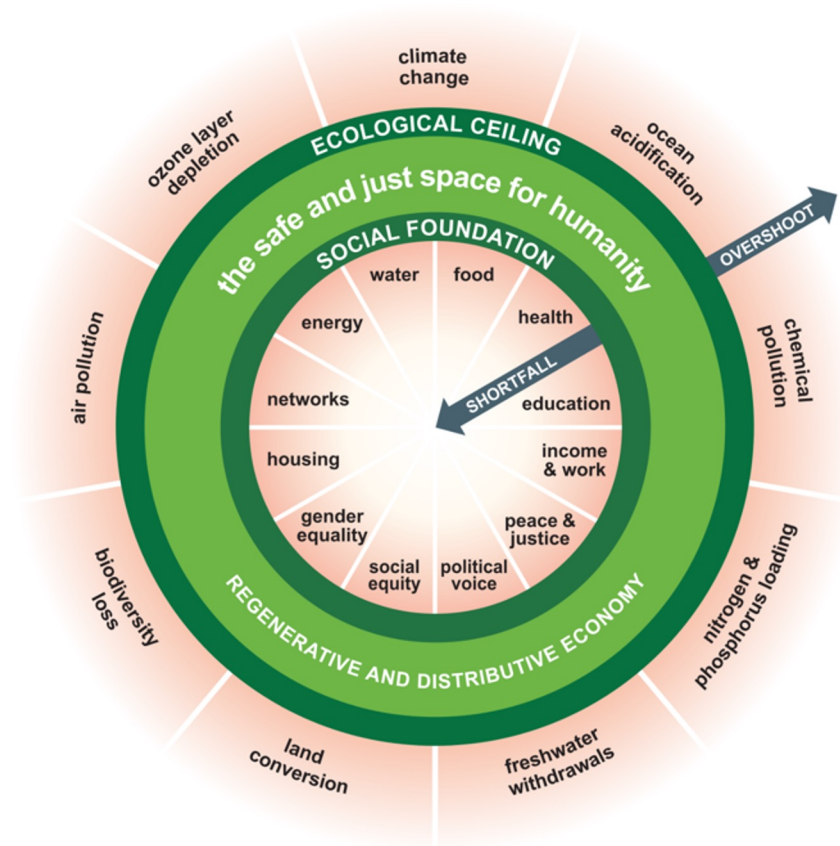 climate
change
ocean
acidification
OVERSHOOT
chemical
pollution
nitrogen &
phosphorus loading
freshwater
withdrawals
land
conversion
biodiversity
loss
air pollution
ozone layer
depletion
ECOLOGICAL CEILING
the safe and just space for humanity
SOCIAL FOUNDATION
water
food
health
SHORTFALL
education
income
& work
peace &
justice
political
voice
social
equity
gender
equality
housing
networks
energy
REGENERATIVE AND DISTRIBUTIVE ECONOMY